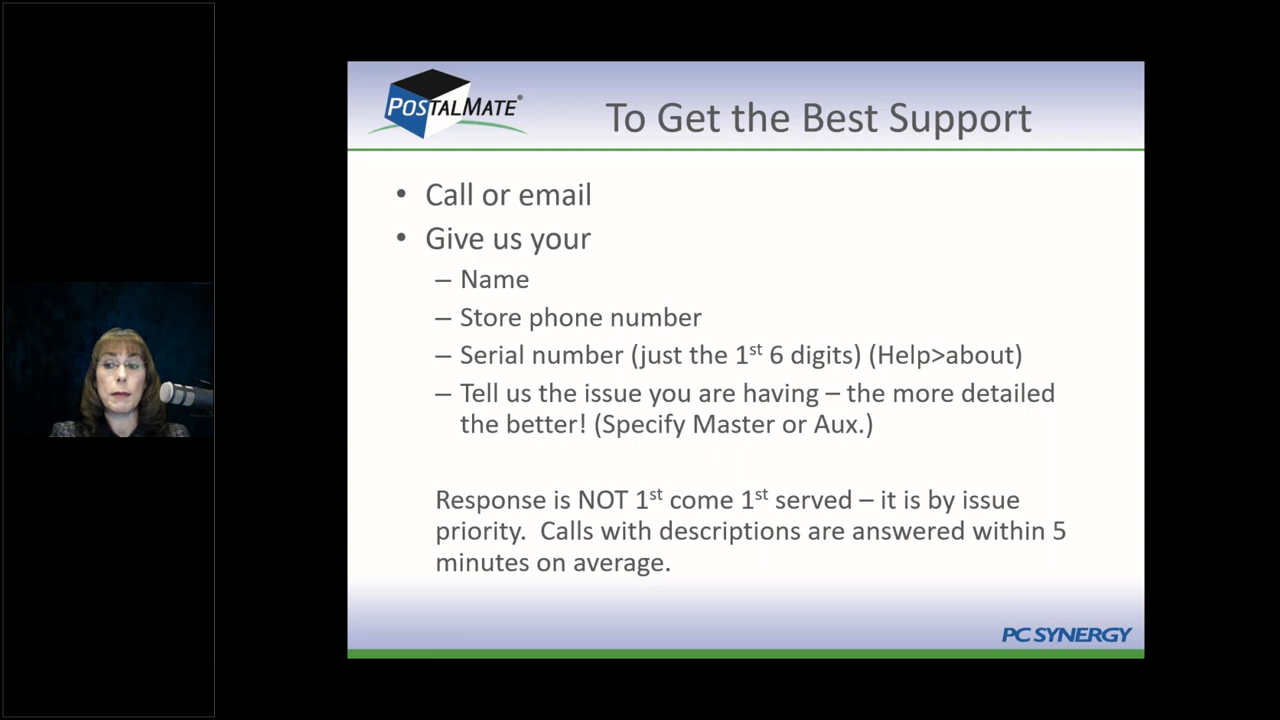 POSTALMATE®
To Get the Best Support
• Call or email
• Give us your
– Name
– Store phone number
– Serial number (just the 1st 6 digits) (Help>about)
– Tell us the issue you are having – the more detailed
the better! (Specify Master or Aux.)
Response is NOT 1st come 1st served – it is by issue
priority.  Calls with descriptions are answered within 5
minutes on average.
PC SYNERGY